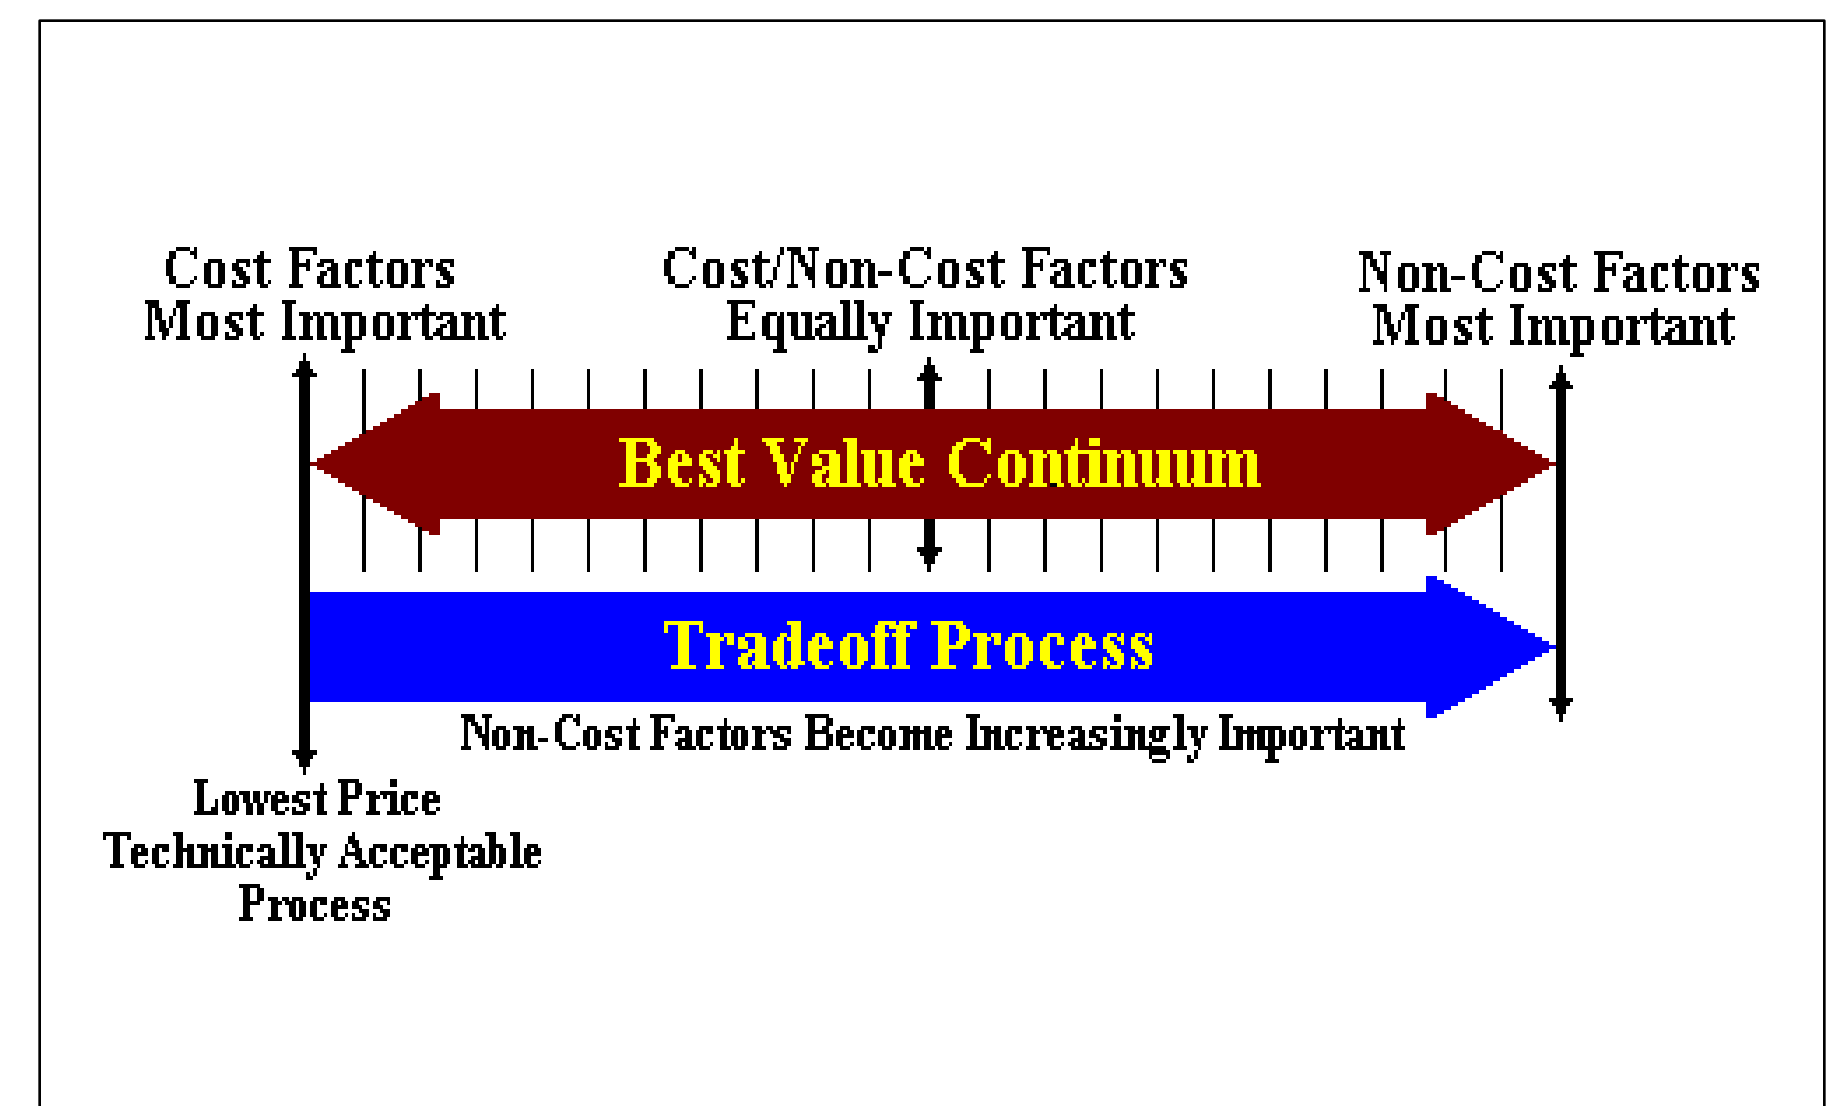 Cost Factors
Most Important
Cost/Non-Cost Factors
Equally Important
Non-Cost Factors
Most Important
Best Value Continuum
Tradeoff Process
Non-Cost Factors Become Increasingly Important
Lowest Price
Technically Acceptable
Process